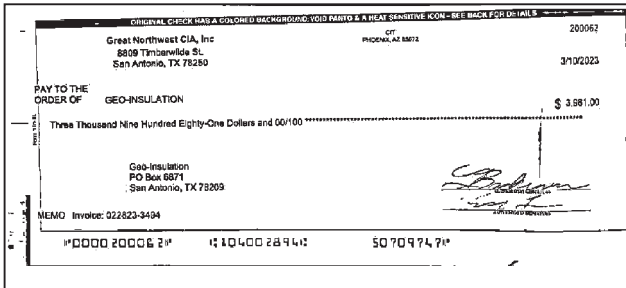 ORIGINAL CHECK HAS A COLORED BACKGROUND: VOID PANTO & A HEAT SENSITIVE ICON - SEE BACK FOR DETAILS
Great Northwest CIA, Inc
8809 Timberwilde St.
San Antonio, TX 78250
CIT
PHOENIX, AZ 85072
200062
3/10/2023
PAY TO THE
ORDER OF GEO-INSULATION
$ 3,981.00
Three Thousand Nine Hundred Eighty-One Dollars and 00/100
Geo-Insulation
PO Box 6871
San Antonio, TX 78209
AUTHORIZED SIGNATURE
MEMO Invoice: 022823-3494
⑈0000200062⑈ ⑆104002894⑆ 50709747⑈